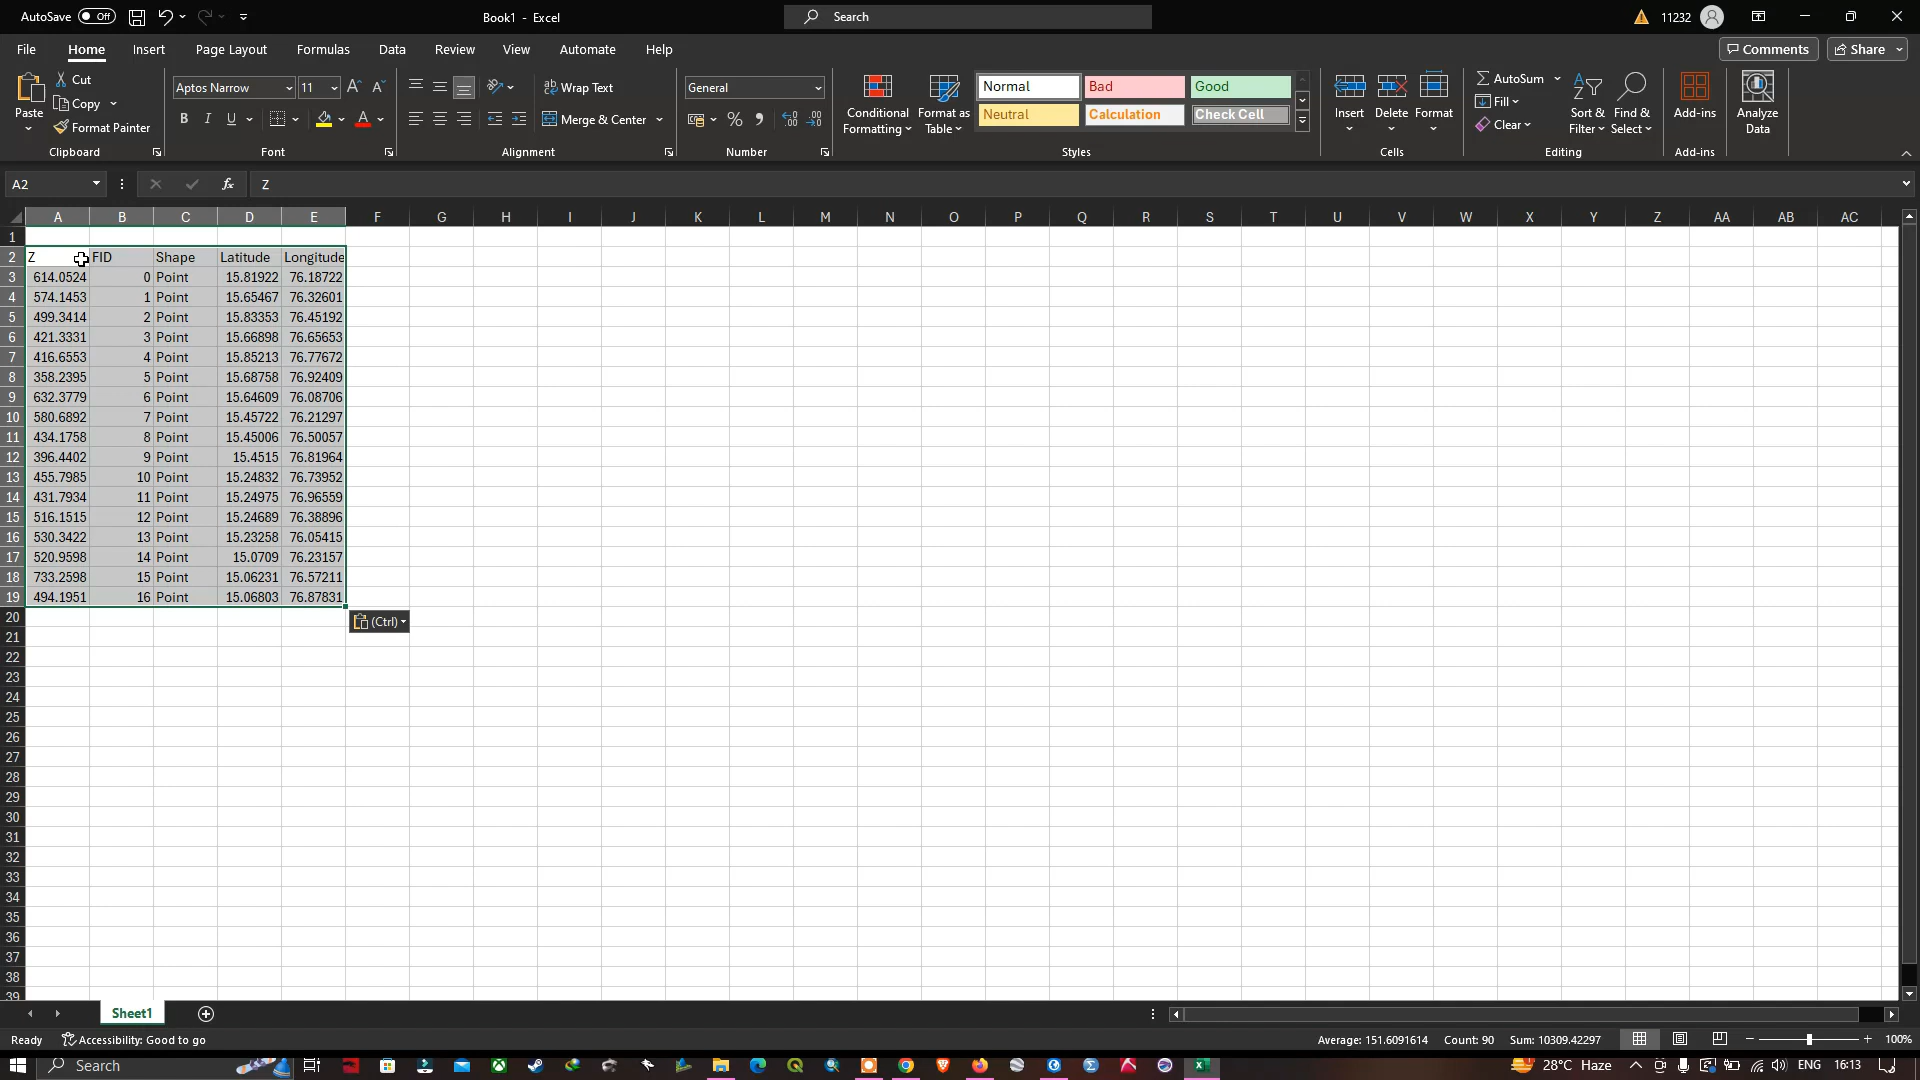 AutoSave Off Book1 - Excel Search 11232
File Home Insert Page Layout Formulas Data Review View Automate Help Comments Share
Paste Cut Copy Format Painter Clipboard
Aptos Narrow 11 B I U A Font
Wrap Text Merge & Center Alignment
General % Number
Conditional Formatting Format as Table
Normal Bad Good
Neutral Calculation Check Cell
Styles
Insert Delete Format Cells
AutoSum Fill Clear Sort & Filter Find & Select Editing
Add-ins Add-ins
Analyze Data
A2 fx Z
A B C D E F G H I J K L M N O P Q R S T U V W X Y Z AA AB AC
1
2 Z FID Shape Latitude Longitude
3 614.0524 0 Point 15.81922 76.18722
4 574.1453 1 Point 15.65467 76.32601
5 499.3414 2 Point 15.83353 76.45192
6 421.3331 3 Point 15.66898 76.65653
7 416.6553 4 Point 15.85213 76.77672
8 358.2395 5 Point 15.68758 76.92409
9 632.3779 6 Point 15.64609 76.08706
10 580.6892 7 Point 15.45722 76.21297
11 434.1758 8 Point 15.45006 76.50057
12 396.4402 9 Point 15.4515 76.81964
13 455.7985 10 Point 15.24832 76.73952
14 431.7934 11 Point 15.24975 76.96559
15 516.1515 12 Point 15.24689 76.38896
16 530.3422 13 Point 15.23258 76.05415
17 520.9598 14 Point 15.0709 76.23157
18 733.2598 15 Point 15.06231 76.57211
19 494.1951 16 Point 15.06803 76.87831
20 (Ctrl)
21
22
23
24
25
26
27
28
29
30
31
32
33
34
35
36
37
38
39
Sheet1
Ready Accessibility: Good to go Average: 151.6091614 Count: 90 Sum: 10309.42297 100%
Search 28°C Haze ENG 16:13